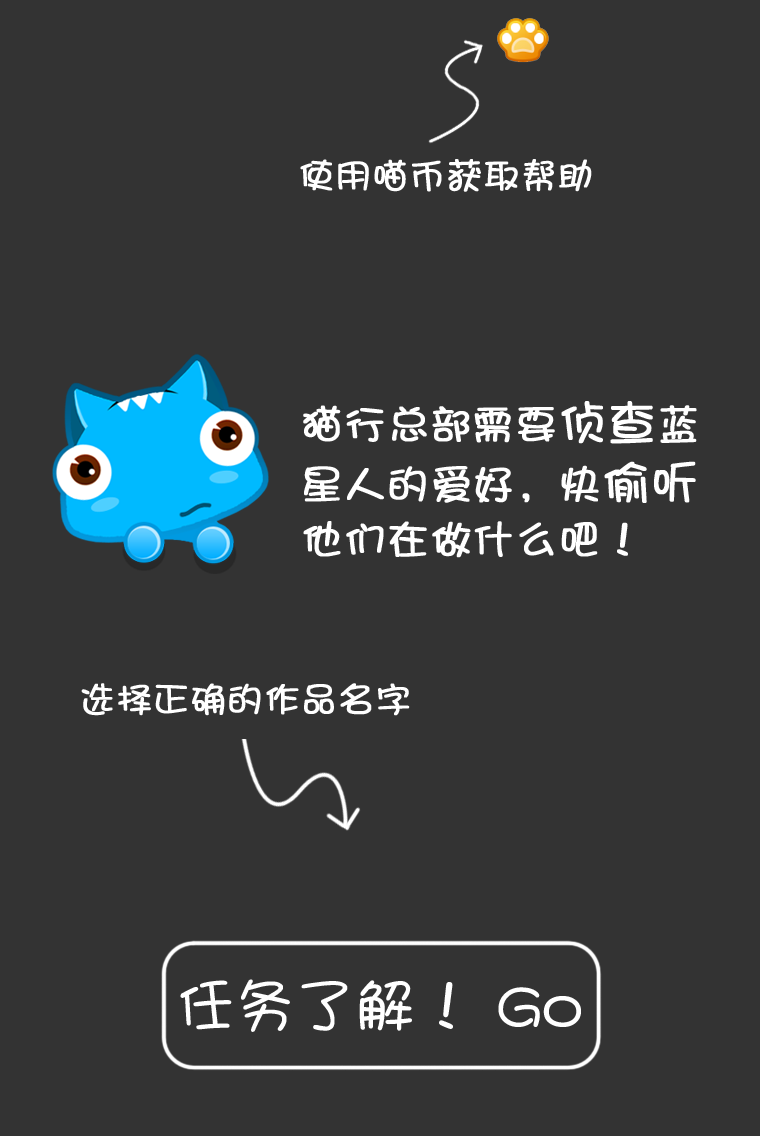 使用喵币获取帮助
猫行总部需要侦查蓝
星人的爱好，快偷听
他们在做什么吧！
选择正确的作品名字
任务了解！ Go